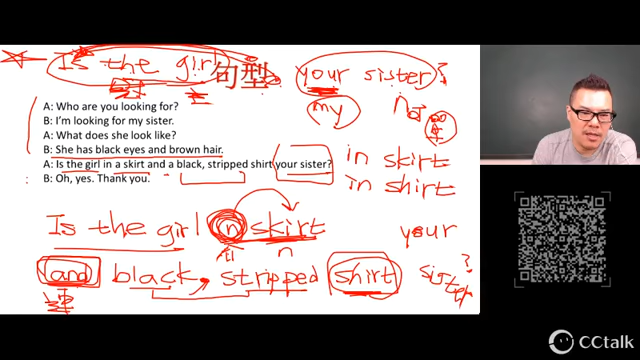 Is the girl 句型 your sister?
my n
A: Who are you looking for?
B: I'm looking for my sister.
A: What does she look like?
B: She has black eyes and brown hair.
A: Is the girl in a skirt and a black, stripped shirt your sister?
B: Oh, yes. Thank you.
in skirt
in shirt
Is the girl in skirt your
n
and black, stripped shirt sister?
CCtalk